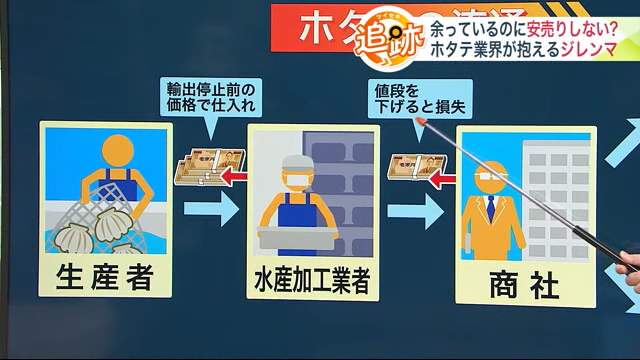 ホタ
追跡
余っているのに安売りしない?
ホタテ業界が抱えるジレンマ
輸出停止前の
価格で仕入れ
値段を
下げると損失
生産者
水産加工業者
商社